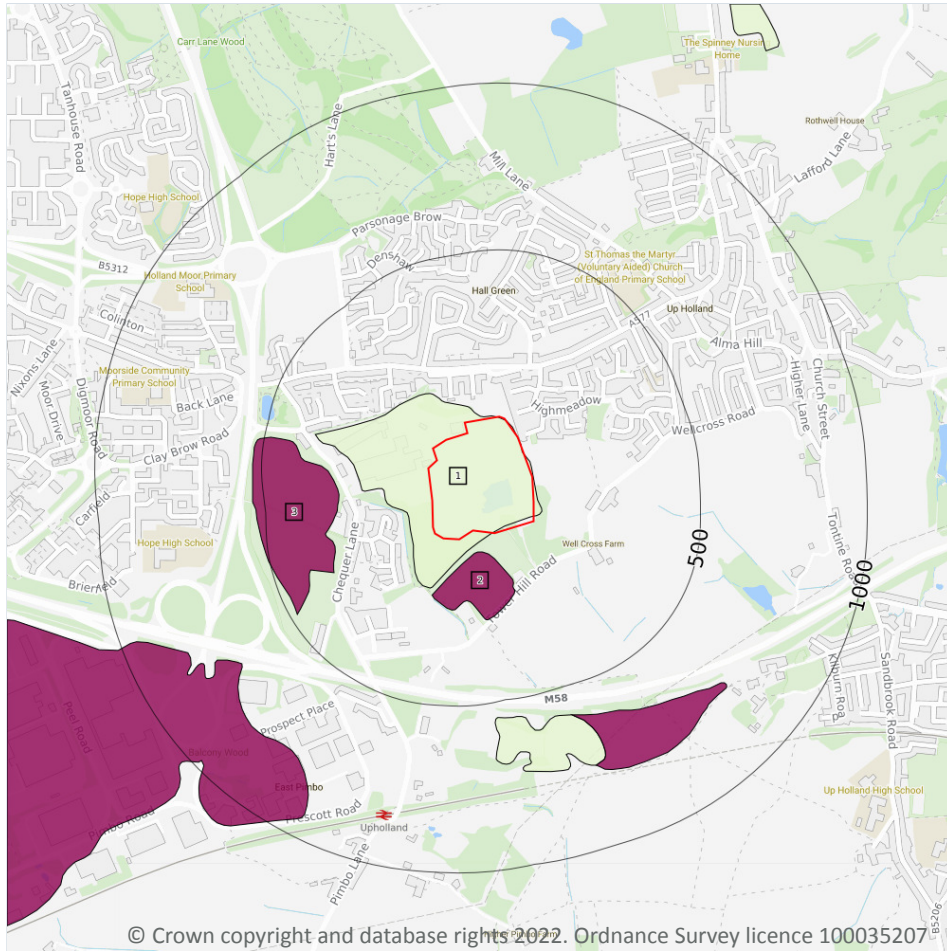 Carr Lane Wood
The Spinney Nursin...
Home
Tanhouse Road
Hart's Lane
Rothwell House
Lafford Lane
Mill Lane
Hope High School
Parsonage Brow
Denshaw
B5312
Holland Moor Primary
School
St Thomas the Martyr
(Voluntary Aided) Church
of England Primary School
Hall Green
Up Holland
A577
Colinton
Alma Hill
Nixons Lane
Moorside Community
Primary School
Digmoor Road
Moor Drive
Back Lane
Highmeadow
Higher Lane
Church Street
Wellcross Road
Clay Brow Road
1
3
Carfield
Hope High School
Chequer Lane
Well Cross Farm
500
Tontine Road
2
Tower Hill Road
Brierfield
1000
Kilburn Roa
Sandbrook Road
M58
Peel Road
Prospect Place
Balcony Wood
East Pimbo
Prescott Road
Up Holland High School
Pimbo Road
Upholland
Pimbo Lane
B5206
© Crown copyright and database rights 2022. Ordnance Survey licence 100035207.